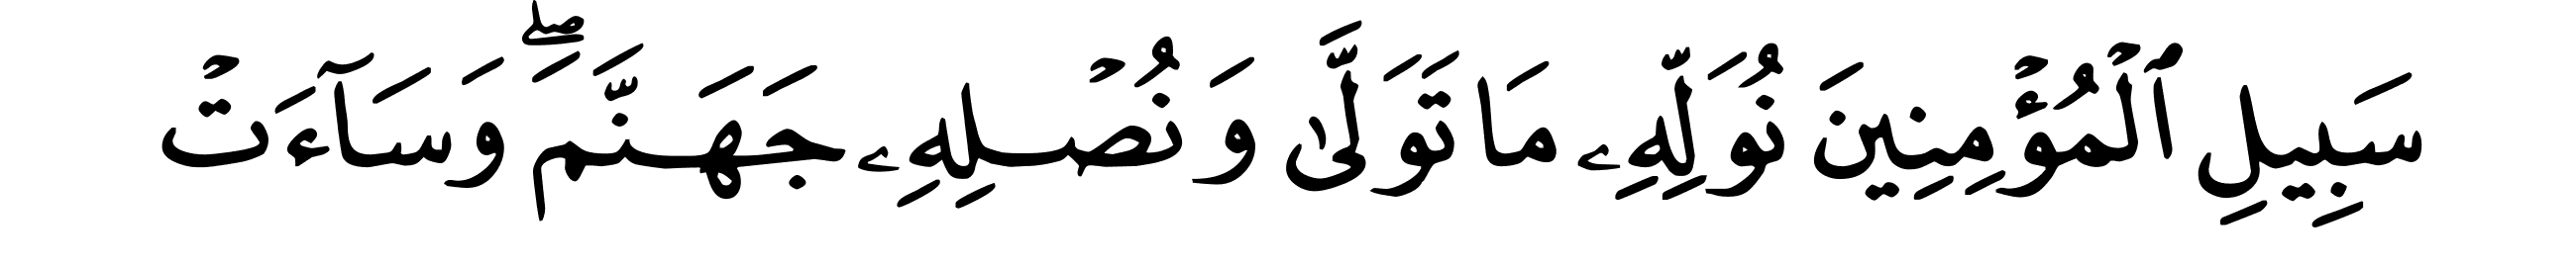 سَبِيلِ ٱلْمُؤْمِنِينَ نُوَلِّهِۦ مَا تَوَلَّىٰ وَنُصْلِهِۦ جَهَنَّمَ ۖ وَسَآءَتْ